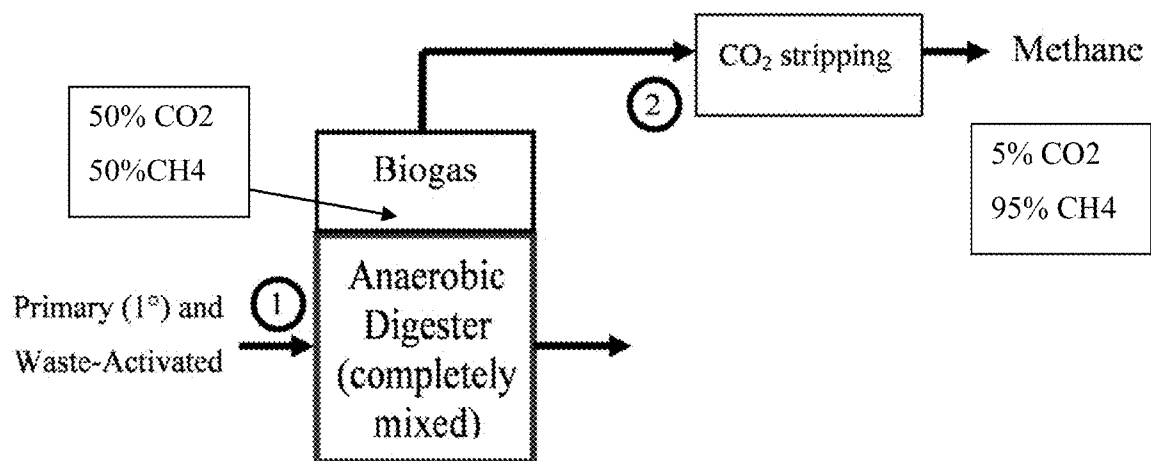 CO₂ stripping
Methane
2
50% CO2
50%CH4
Biogas
5% CO2
95% CH4
1
Primary (1°) and
Waste-Activated
Anaerobic
Digester
(completely
mixed)